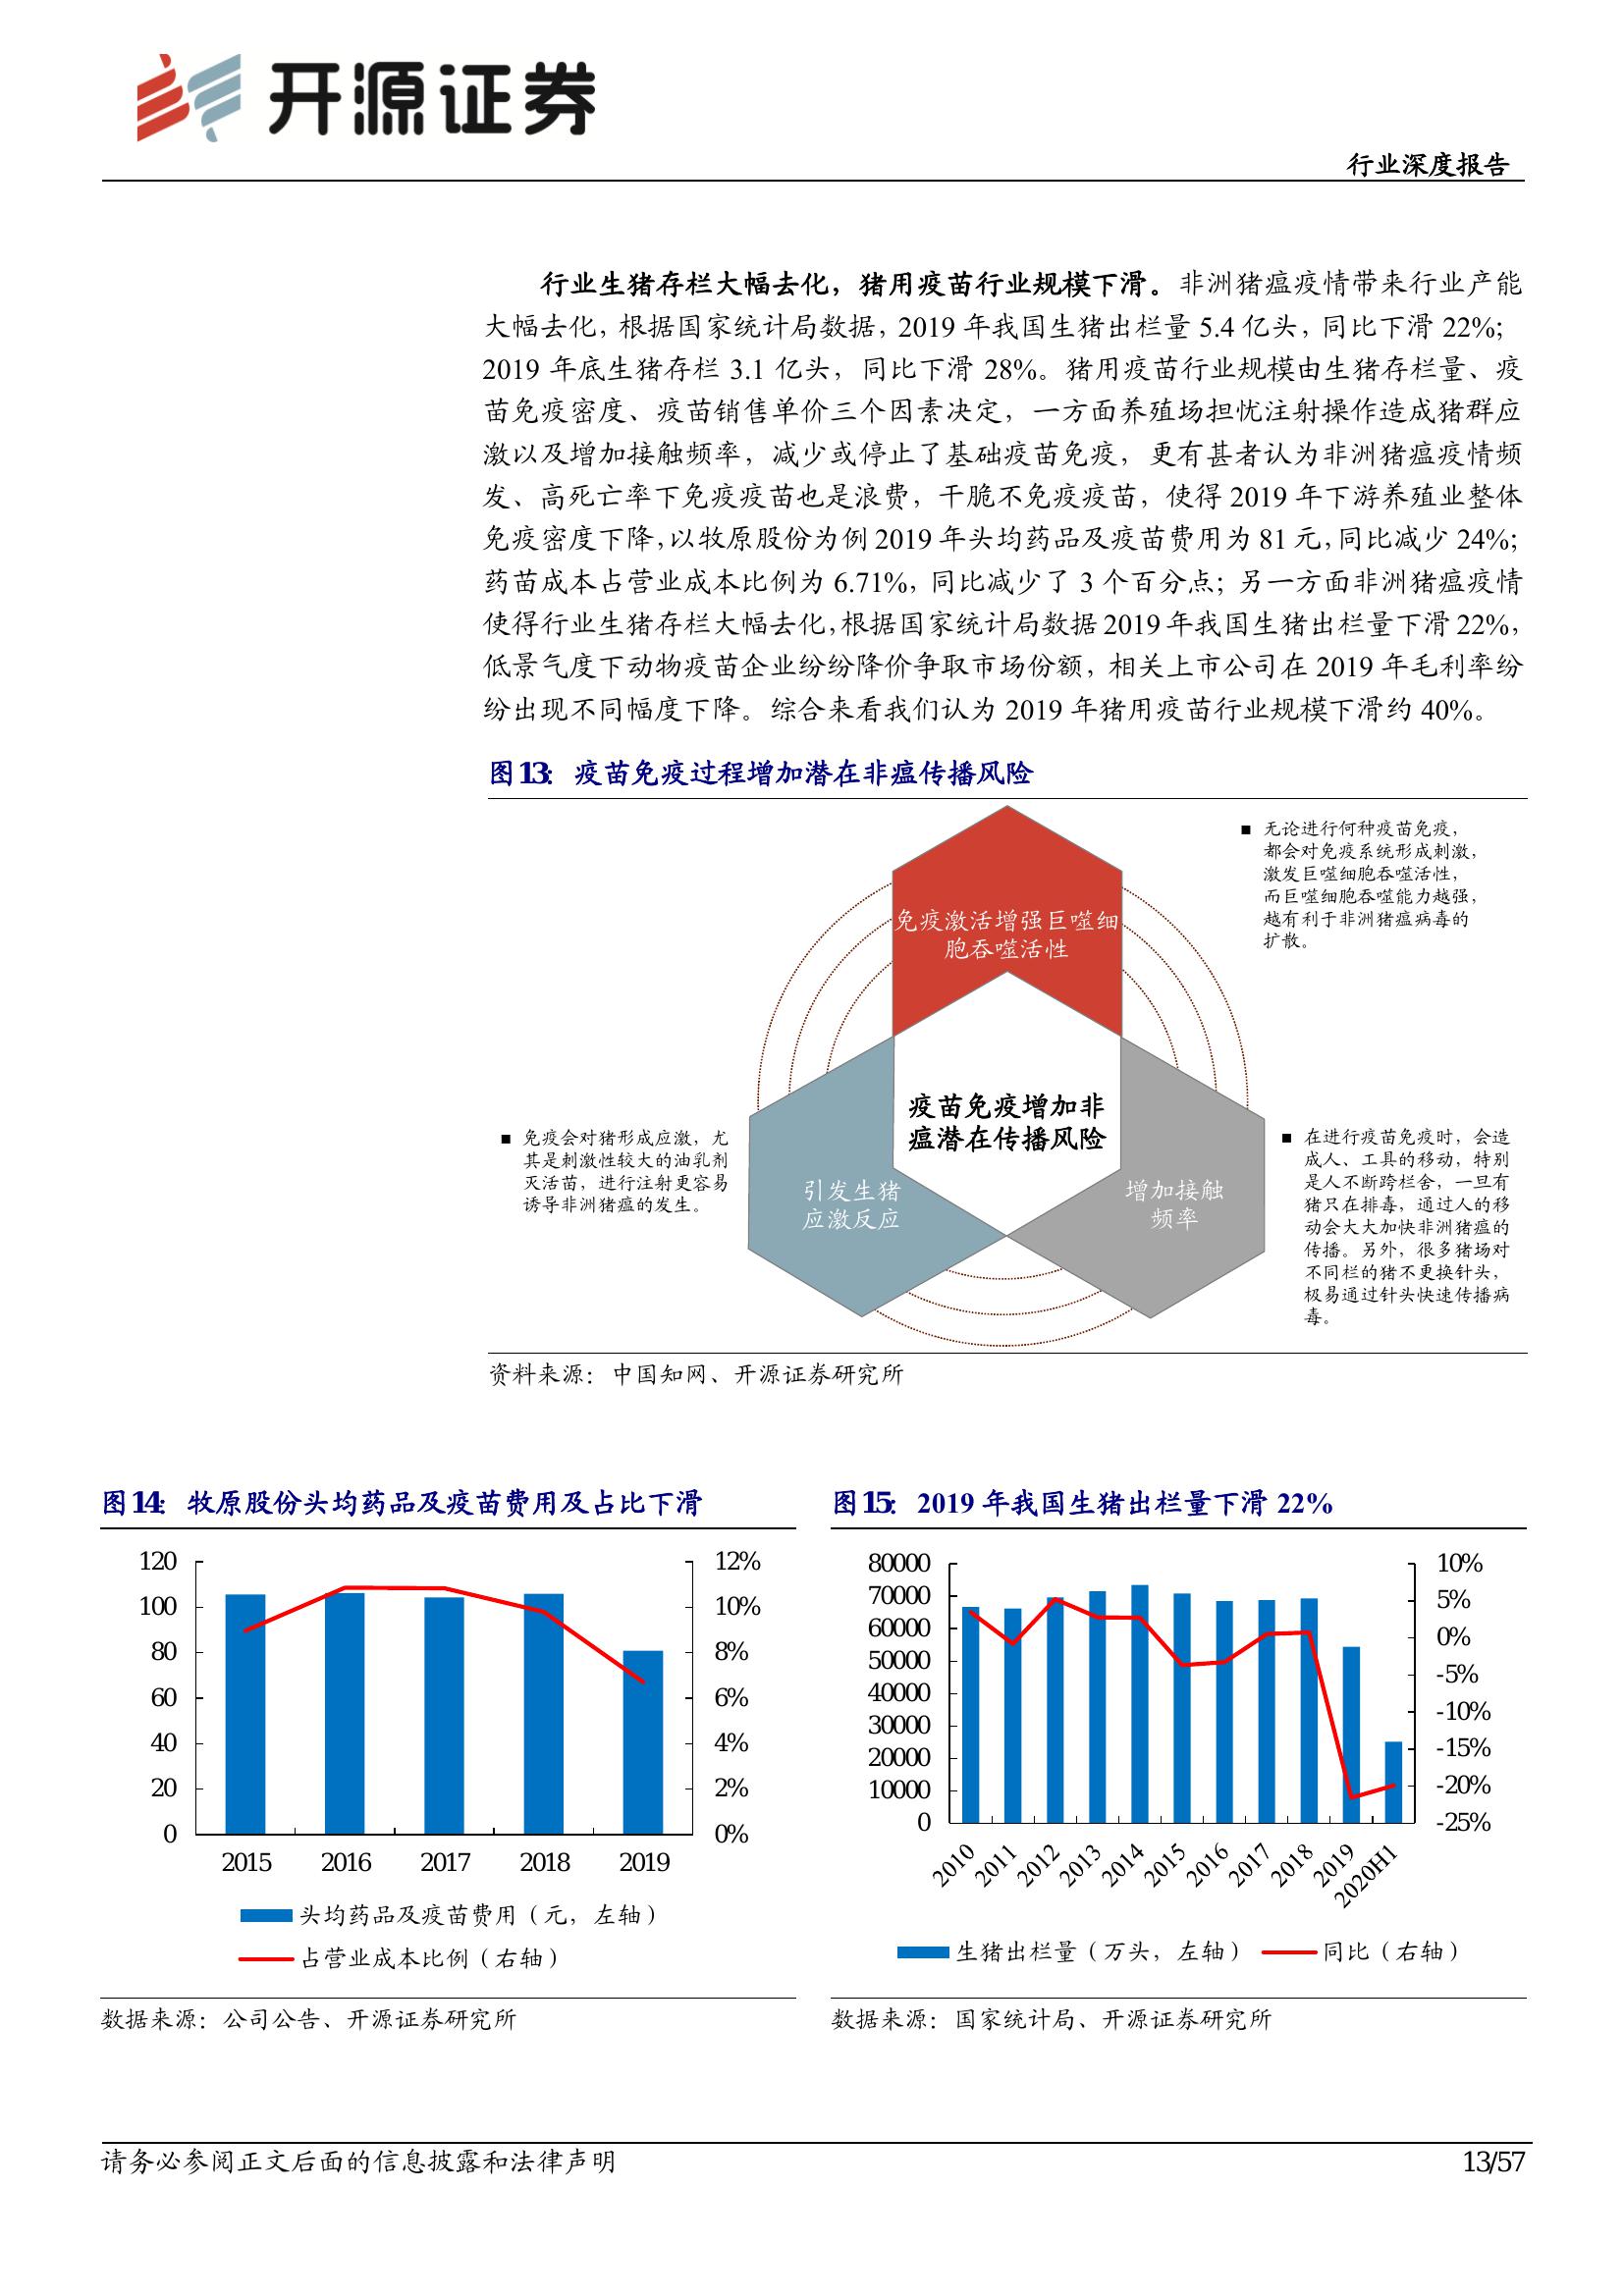 开源证券
行业深度报告
行业生猪存栏大幅去化，猪用疫苗行业规模下滑。非洲猪瘟疫情带来行业产能
大幅去化，根据国家统计局数据，2019 年我国生猪出栏量 5.4 亿头，同比下滑 22%；
2019 年底生猪存栏 3.1 亿头，同比下滑 28%。猪用疫苗行业规模由生猪存栏量、疫
苗免疫密度、疫苗销售单价三个因素决定，一方面养殖场担忧注射操作造成猪群应
激以及增加接触频率，减少或停止了基础疫苗免疫，更有甚者认为非洲猪瘟疫情频
发、高死亡率下免疫疫苗也是浪费，干脆不免疫疫苗，使得 2019 年下游养殖业整体
免疫密度下降，以牧原股份为例 2019 年头均药品及疫苗费用为 81 元，同比减少 24%；
药苗成本占营业成本比例为 6.71%，同比减少了 3 个百分点；另一方面非洲猪瘟疫情
使得行业生猪存栏大幅去化，根据国家统计局数据 2019 年我国生猪出栏量下滑 22%，
低景气度下动物疫苗企业纷纷降价争取市场份额，相关上市公司在 2019 年毛利率纷
纷出现不同幅度下降。综合来看我们认为 2019 年猪用疫苗行业规模下滑约 40%。
图 13：疫苗免疫过程增加潜在非瘟传播风险
■ 无论进行何种疫苗免疫，
都会对免疫系统形成刺激，
激发巨噬细胞吞噬活性，
而巨噬细胞吞噬能力越强，
越有利于非洲猪瘟病毒的
扩散。
免疫激活增强巨噬细
胞吞噬活性
疫苗免疫增加非
瘟潜在传播风险
■ 免疫会对猪形成应激，尤
其是刺激性较大的油乳剂
灭活苗，进行注射更容易
诱导非洲猪瘟的发生。
引发生猪
应激反应
增加接触
频率
■ 在进行疫苗免疫时，会造
成人、工具的移动，特别
是人不断跨栏舍，一旦有
猪只在排毒，通过人的移
动会大大加快非洲猪瘟的
传播。另外，很多猪场对
不同栏的猪不更换针头，
极易通过针头快速传播病
毒。
资料来源：中国知网、开源证券研究所
图 14：牧原股份头均药品及疫苗费用及占比下滑
120
100
80
60
40
20
0
12%
10%
8%
6%
4%
2%
0%
2015 2016 2017 2018 2019
头均药品及疫苗费用（元，左轴）
占营业成本比例（右轴）
数据来源：公司公告、开源证券研究所
图 15：2019 年我国生猪出栏量下滑 22%
80000
70000
60000
50000
40000
30000
20000
10000
0
10%
5%
0%
-5%
-10%
-15%
-20%
-25%
2010 2011 2012 2013 2014 2015 2016 2017 2018 2019 2020H1
生猪出栏量（万头，左轴） 同比（右轴）
数据来源：国家统计局、开源证券研究所
请务必参阅正文后面的信息披露和法律声明
13/57